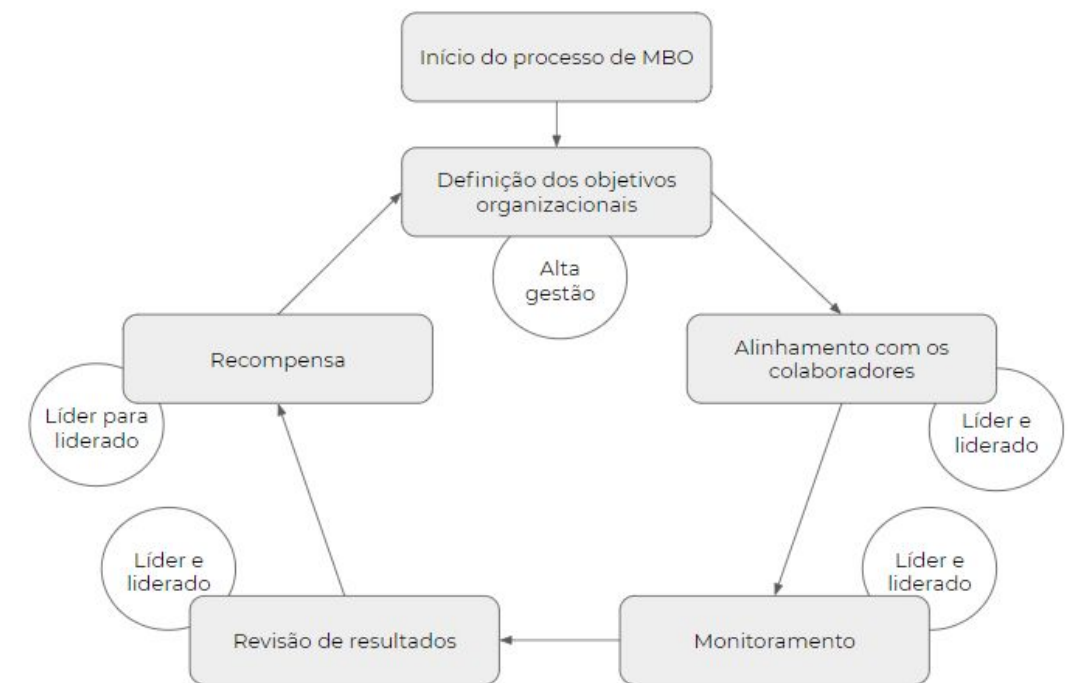 Início do processo de MBO
Definição dos objetivos
organizacionais
Alta
gestão
Recompensa
Alinhamento com os
colaboradores
Líder para
liderado
Líder e
liderado
Líder e
liderado
Líder e
liderado
Revisão de resultados
Monitoramento